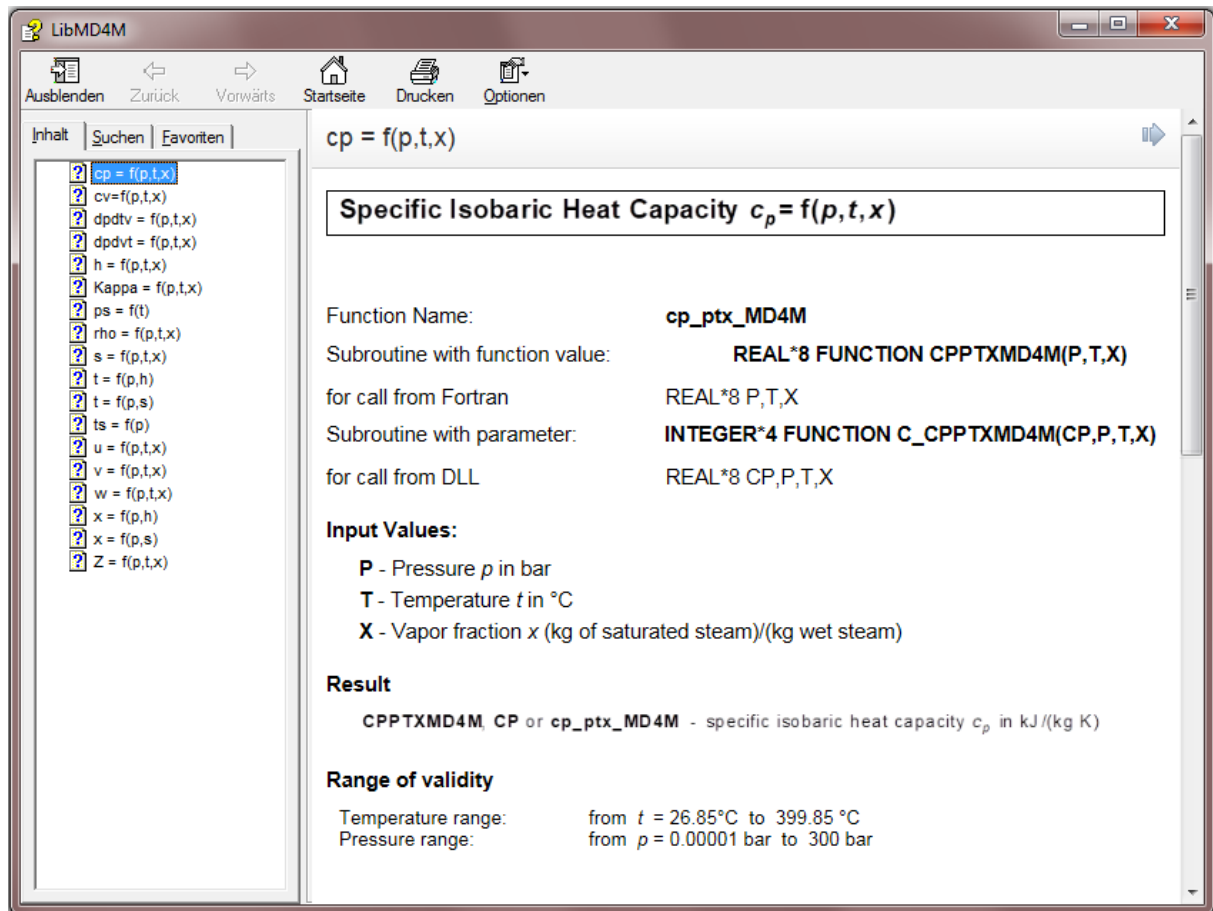 LibMD4M
Ausblenden Zurück Vorwärts Startseite Drucken Optionen
Inhalt Suchen Favoriten
cp = f(p,t,x)
cv=f(p,t,x)
dpdtv = f(p,t,x)
dpdvt = f(p,t,x)
h = f(p,t,x)
Kappa = f(p,t,x)
ps = f(t)
rho = f(p,t,x)
s = f(p,t,x)
t = f(p,h)
t = f(p,s)
ts = f(p)
u = f(p,t,x)
v = f(p,t,x)
w = f(p,t,x)
x = f(p,h)
x = f(p,s)
Z = f(p,t,x)
cp = f(p,t,x)
Specific Isobaric Heat Capacity cp= f(p,t,x)
Function Name: cp_ptx_MD4M
Subroutine with function value: REAL*8 FUNCTION CPPTXMD4M(P,T,X)
for call from Fortran REAL*8 P,T,X
Subroutine with parameter: INTEGER*4 FUNCTION C_CPPTXMD4M(CP,P,T,X)
for call from DLL REAL*8 CP,P,T,X
Input Values:
P - Pressure p in bar
T - Temperature t in °C
X - Vapor fraction x (kg of saturated steam)/(kg wet steam)
Result
CPPTXMD4M, CP or cp_ptx_MD4M - specific isobaric heat capacity cp in kJ/(kg K)
Range of validity
Temperature range: from t = 26.85°C to 399.85 °C
Pressure range: from p = 0.00001 bar to 300 bar